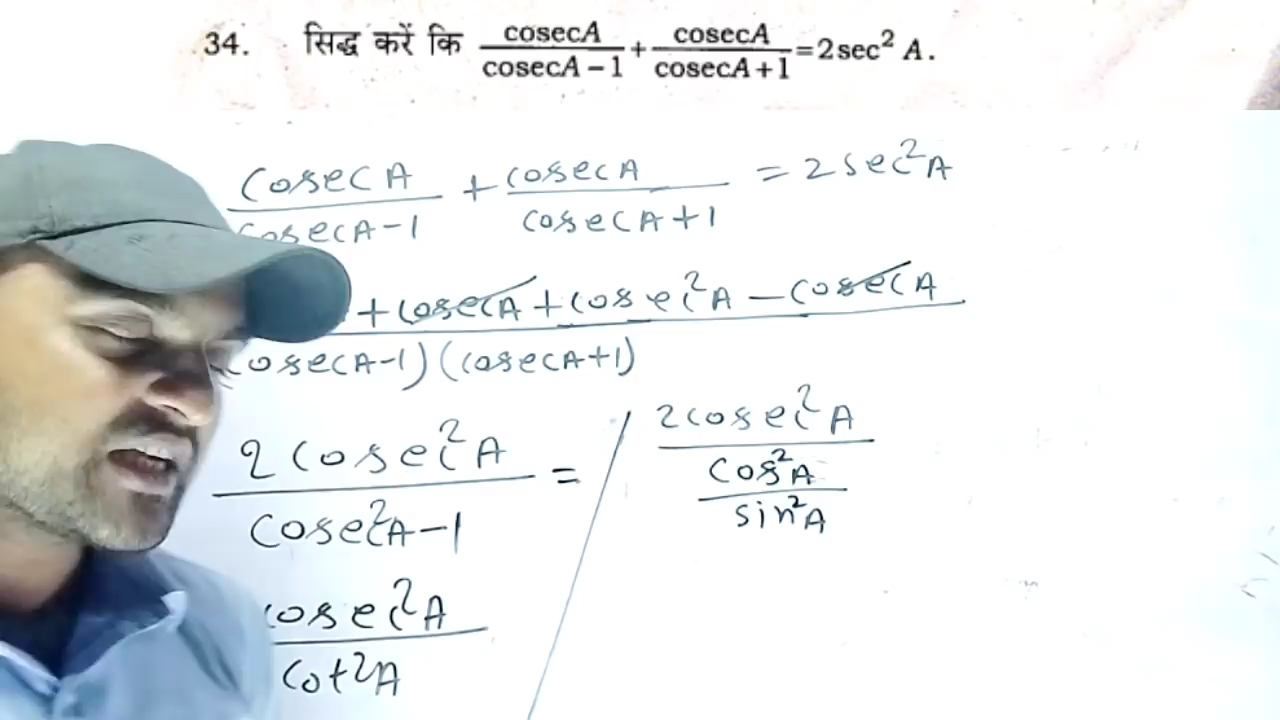 34. सिद्ध करें कि cosecA/cosecA – 1 + cosecA/cosecA + 1 = 2sec² A.
cosecA/cosecA – 1 + cosecA/cosecA + 1 = 2sec²A
+ cosecA + cosec²A – cosecA
cosecA – 1) (cosecA + 1)
2cosec²A/cosec²A – 1 =
2cosec²A/cos²A/sin²A
cosec²A/cot²A